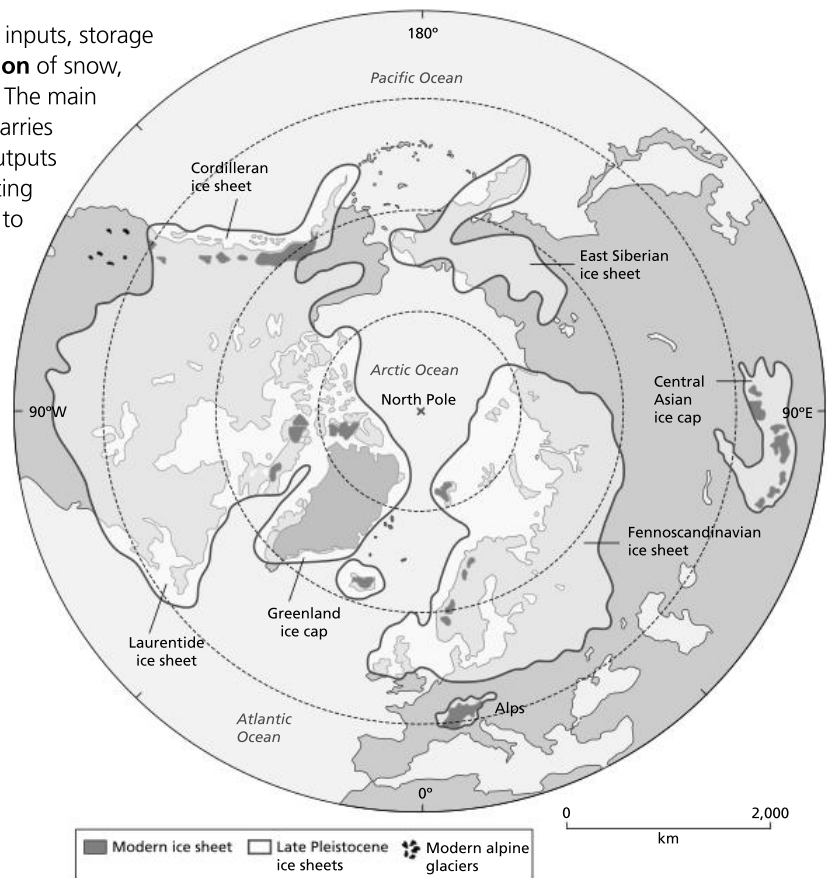 inputs, storage
on of snow,
The main
arries
utputs
ing
to
180°
Pacific Ocean
Cordilleran
ice sheet
East Siberian
ice sheet
Arctic Ocean
North Pole
Central
Asian
ice cap
90°W
90°E
Fennoscandinavian
ice sheet
Greenland
ice cap
Laurentide
ice sheet
Alps
Atlantic
Ocean
0°
0 2,000
km
Modern ice sheet
Late Pleistocene
ice sheets
Modern alpine
glaciers